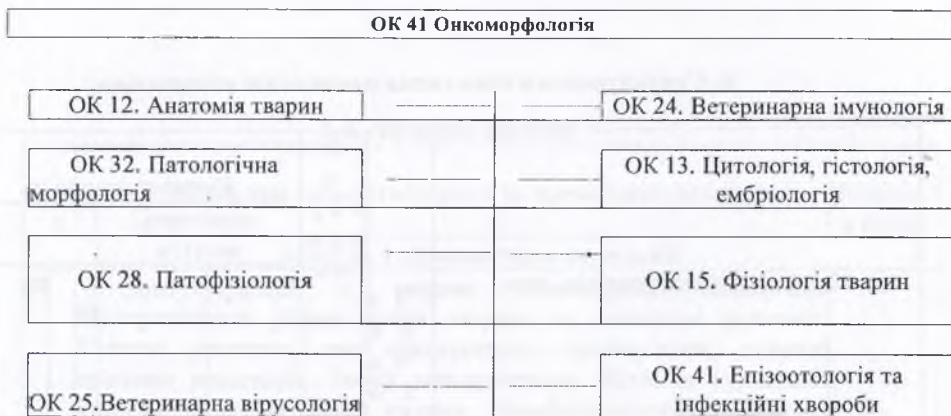 ОК 41 Онкоморфологія
ОК 12. Анатомія тварин
ОК 24. Ветеринарна імунологія
ОК 32. Патологічна
морфологія
ОК 13. Цитологія, гістологія,
ембріологія
ОК 28. Патофізіологія
ОК 15. Фізіологія тварин
ОК 25.Ветеринарна вірусологія
ОК 41. Епізоотологія та
інфекційні хвороби